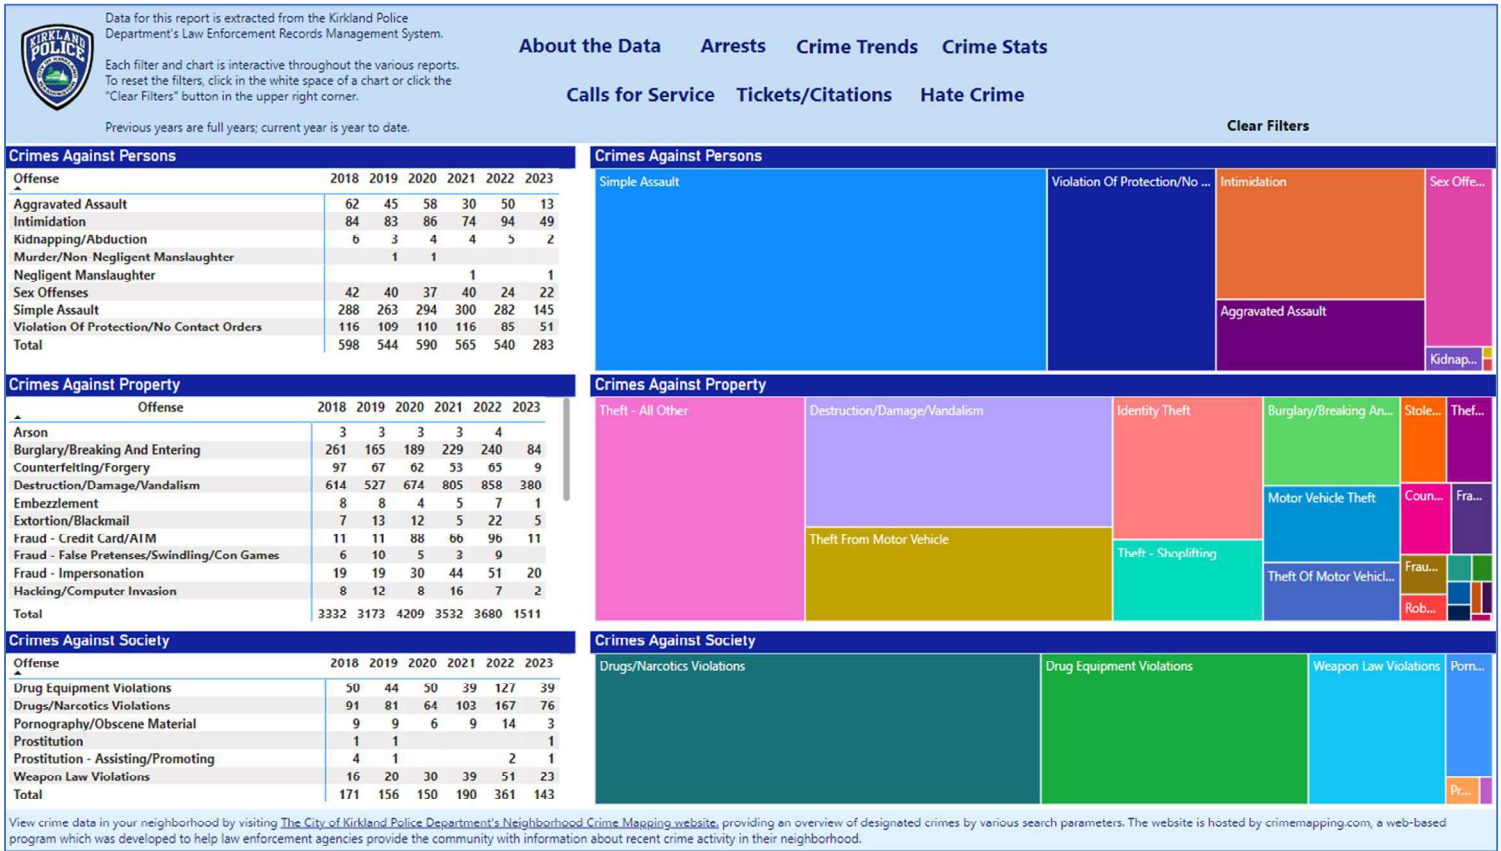 KIRKLAND
POLICE
Data for this report is extracted from the Kirkland Police
Department's Law Enforcement Records Management System.
Each filter and chart is interactive throughout the various reports.
To reset the filters, click in the white space of a chart or click the
"Clear Filters" button in the upper right corner.
Previous years are full years; current year is year to date.
About the Data Arrests Crime Trends Crime Stats
Calls for Service Tickets/Citations Hate Crime
Clear Filters
Crimes Against Persons
Offense 2018 2019 2020 2021 2022 2023
Aggravated Assault 62 45 58 30 50 13
Intimidation 84 83 86 74 94 49
Kidnapping/Abduction 6 3 4 4 5 2
Murder/Non-Negligent Manslaughter 1 1
Negligent Manslaughter 1 1
Sex Offenses 42 40 37 40 24 22
Simple Assault 288 263 294 300 282 145
Violation Of Protection/No Contact Orders 116 109 110 116 85 51
Total 598 544 590 565 540 283
Crimes Against Persons
Simple Assault
Violation Of Protection/No ...
Intimidation
Sex Offe...
Aggravated Assault
Kidnap...
Crimes Against Property
Offense 2018 2019 2020 2021 2022 2023
Arson 3 3 3 3 4
Burglary/Breaking And Entering 261 165 189 229 240 84
Counterfeiting/Forgery 97 67 62 53 65 9
Destruction/Damage/Vandalism 614 527 674 805 858 380
Embezzlement 8 8 4 5 7 1
Extortion/Blackmail 7 13 12 5 22 5
Fraud - Credit Card/ATM 11 11 88 66 96 11
Fraud - False Pretenses/Swindling/Con Games 6 10 5 3 9
Fraud - Impersonation 19 19 30 44 51 20
Hacking/Computer Invasion 8 12 8 16 7 2
Total 3332 3173 4209 3532 3680 1511
Crimes Against Property
Theft - All Other
Destruction/Damage/Vandalism
Identity Theft
Burglary/Breaking An...
Stole...
Thef...
Motor Vehicle Theft
Coun...
Fra...
Theft From Motor Vehicle
Theft - Shoplifting
Theft Of Motor Vehicl...
Frau...
Rob...
Crimes Against Society
Offense 2018 2019 2020 2021 2022 2023
Drug Equipment Violations 50 44 50 39 127 39
Drugs/Narcotics Violations 91 81 64 103 167 76
Pornography/Obscene Material 9 9 6 9 14 3
Prostitution 1 1 1
Prostitution - Assisting/Promoting 4 1 2 1
Weapon Law Violations 16 20 30 39 51 23
Total 171 156 150 190 361 143
Crimes Against Society
Drugs/Narcotics Violations
Drug Equipment Violations
Weapon Law Violations
Porn...
Pr...
View crime data in your neighborhood by visiting The City of Kirkland Police Department's Neighborhood Crime Mapping website, providing an overview of designated crimes by various search parameters. The website is hosted by crimemapping.com, a web-based
program which was developed to help law enforcement agencies provide the community with information about recent crime activity in their neighborhood.